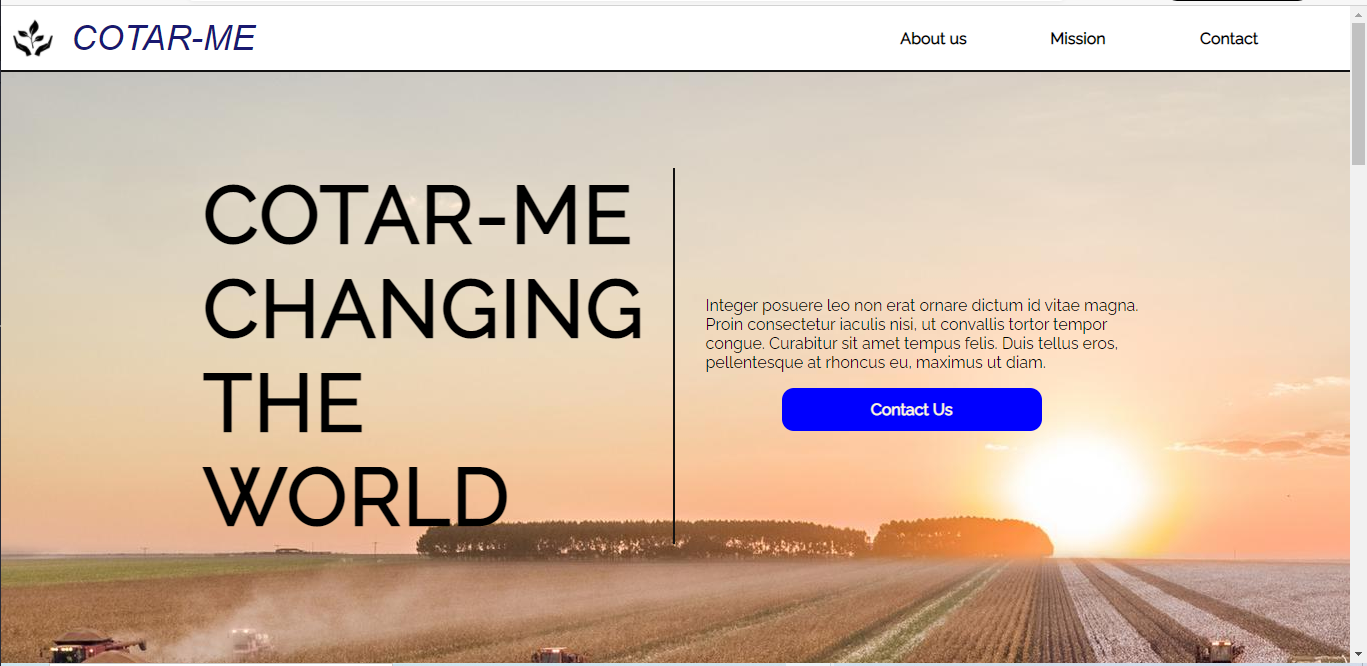 COTAR-ME
About us
Mission
Contact
COTAR-ME
CHANGING
THE
WORLD
Integer posuere leo non erat ornare dictum id vitae magna.
Proin consectetur iaculis nisi, ut convallis tortor tempor
congue. Curabitur sit amet tempus felis. Duis tellus eros,
pellentesque at rhoncus eu, maximus ut diam.
Contact Us